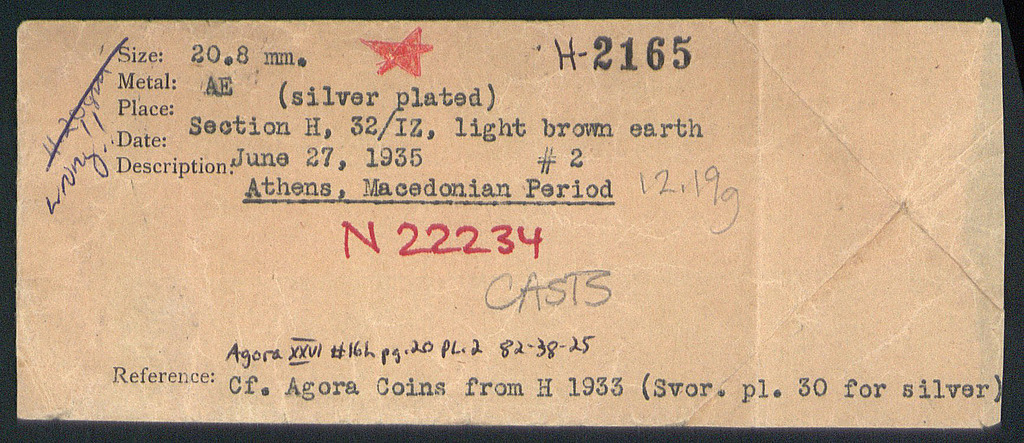 Size: 20.8 mm.
H-2165
Metal: AE (silver plated)
Place: Section H, 32/IZ, light brown earth
Date: June 27, 1935 # 2
Description: Athens, Macedonian Period
12.19g
wrong!!
N 22234
CASTS
Agora XXVI #16h pg.20 PL.2 82-38-25
Reference: Cf. Agora Coins from H 1933 (Svor. pl. 30 for silver)